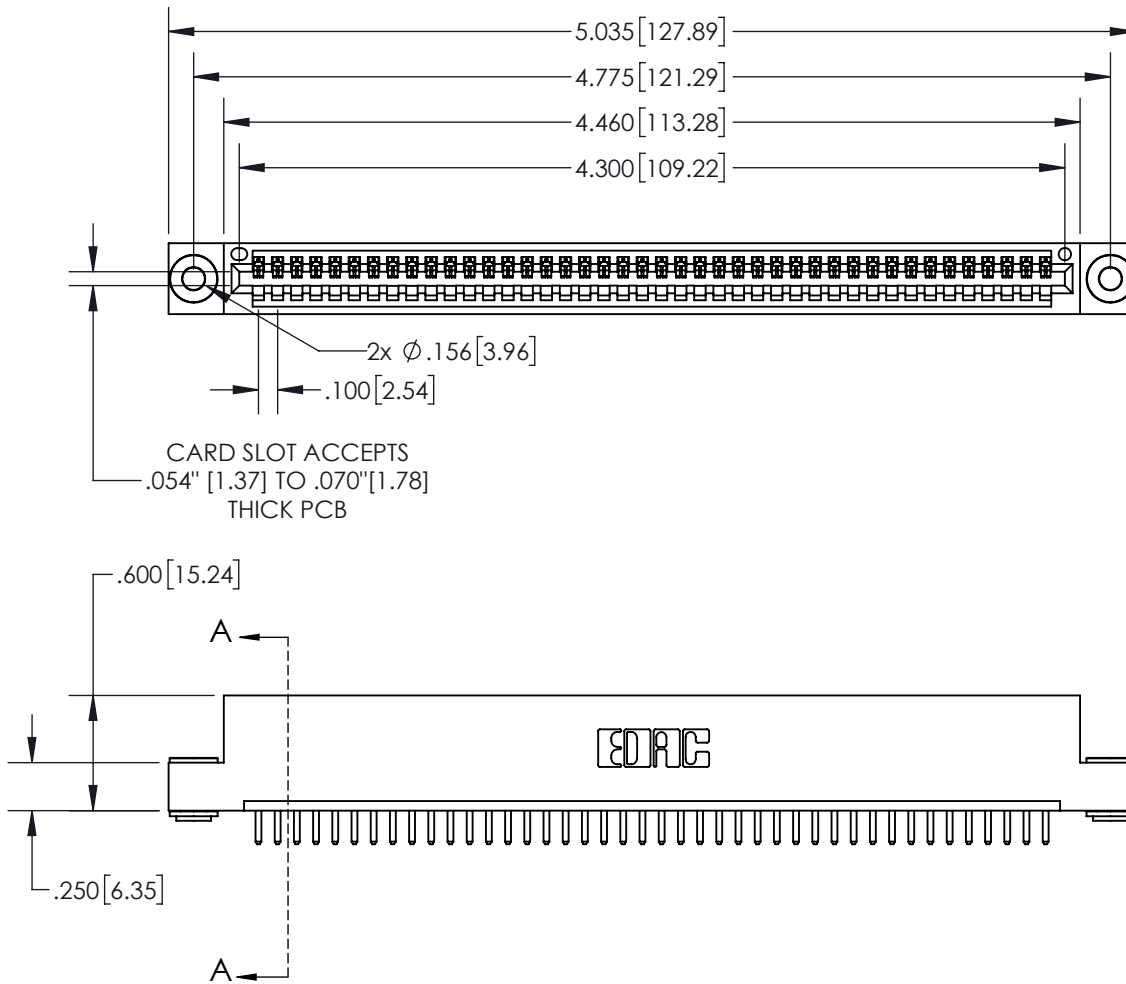 5.035[127.89]
4.775[121.29]
4.460[113.28]
4.300[109.22]
2x Ø.156[3.96]
.100[2.54]
CARD SLOT ACCEPTS
.054" [1.37] TO .070"[1.78]
THICK PCB
.600[15.24]
A
EDAC
.250[6.35]
A